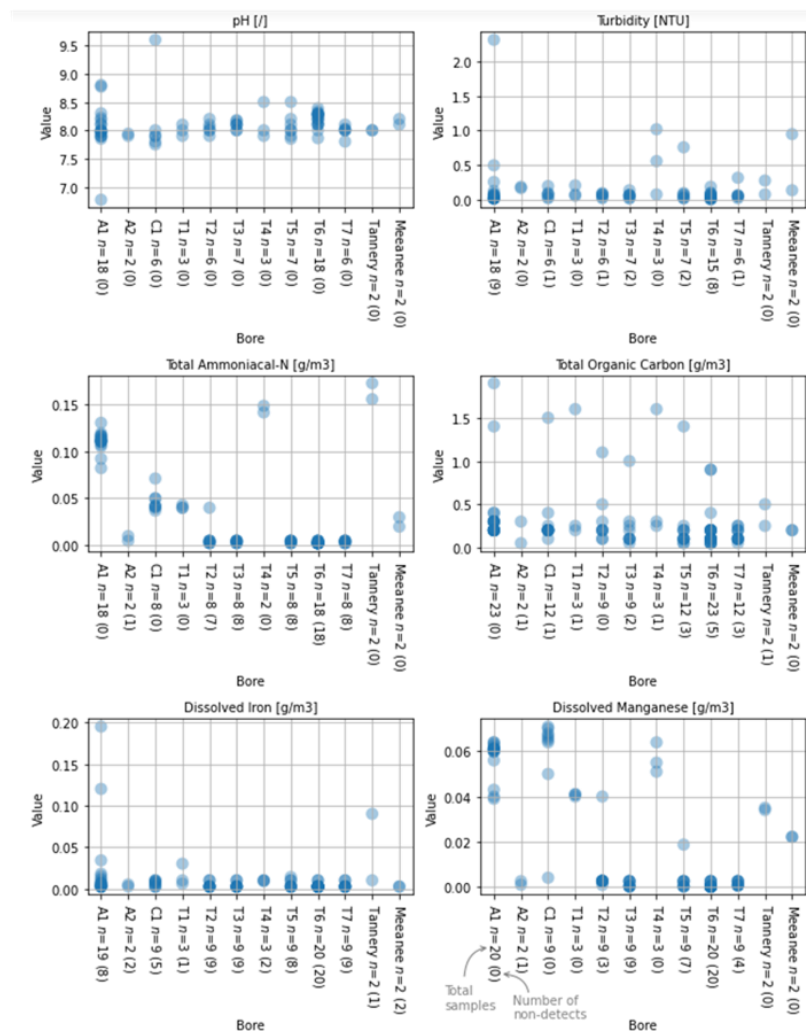 pH [/]
Value
9.5
9.0
8.5
8.0
7.5
7.0
A1 n=18 (0)
A2 n=2 (0)
C1 n=6 (0)
T1 n=3 (0)
T2 n=6 (0)
T3 n=7 (0)
T4 n=3 (0)
T5 n=7 (0)
T6 n=18 (0)
T7 n=6 (0)
Tannery n=2 (0)
Meeanee n=2 (0)
Bore
Turbidity [NTU]
Value
2.0
1.5
1.0
0.5
0.0
A1 n=18 (9)
A2 n=2 (0)
C1 n=6 (1)
T1 n=3 (0)
T2 n=6 (1)
T3 n=7 (2)
T4 n=3 (0)
T5 n=7 (2)
T6 n=15 (8)
T7 n=6 (1)
Tannery n=2 (0)
Meeanee n=2 (0)
Bore
Total Ammoniacal-N [g/m3]
Value
0.15
0.10
0.05
0.00
A1 n=18 (0)
A2 n=2 (1)
C1 n=8 (0)
T1 n=3 (0)
T2 n=8 (7)
T3 n=8 (8)
T4 n=2 (0)
T5 n=8 (8)
T6 n=18 (18)
T7 n=8 (8)
Tannery n=2 (0)
Meeanee n=2 (0)
Bore
Total Organic Carbon [g/m3]
Value
1.5
1.0
0.5
0.0
A1 n=23 (0)
A2 n=2 (1)
C1 n=12 (1)
T1 n=3 (1)
T2 n=9 (0)
T3 n=9 (2)
T4 n=3 (1)
T5 n=12 (3)
T6 n=23 (5)
T7 n=12 (3)
Tannery n=2 (1)
Meeanee n=2 (0)
Bore
Dissolved Iron [g/m3]
Value
0.20
0.15
0.10
0.05
0.00
A1 n=19 (8)
A2 n=2 (2)
C1 n=9 (5)
T1 n=3 (1)
T2 n=9 (9)
T3 n=9 (9)
T4 n=3 (2)
T5 n=9 (8)
T6 n=20 (20)
T7 n=9 (9)
Tannery n=2 (1)
Meeanee n=2 (2)
Bore
Dissolved Manganese [g/m3]
Value
0.06
0.04
0.02
0.00
A1 n=20 (0)
A2 n=2 (1)
C1 n=9 (0)
T1 n=3 (0)
T2 n=9 (3)
T3 n=9 (9)
T4 n=3 (0)
T5 n=9 (7)
T6 n=20 (20)
T7 n=9 (4)
Tannery n=2 (0)
Meeanee n=2 (0)
Total
samples
Number of
non-detects
Bore